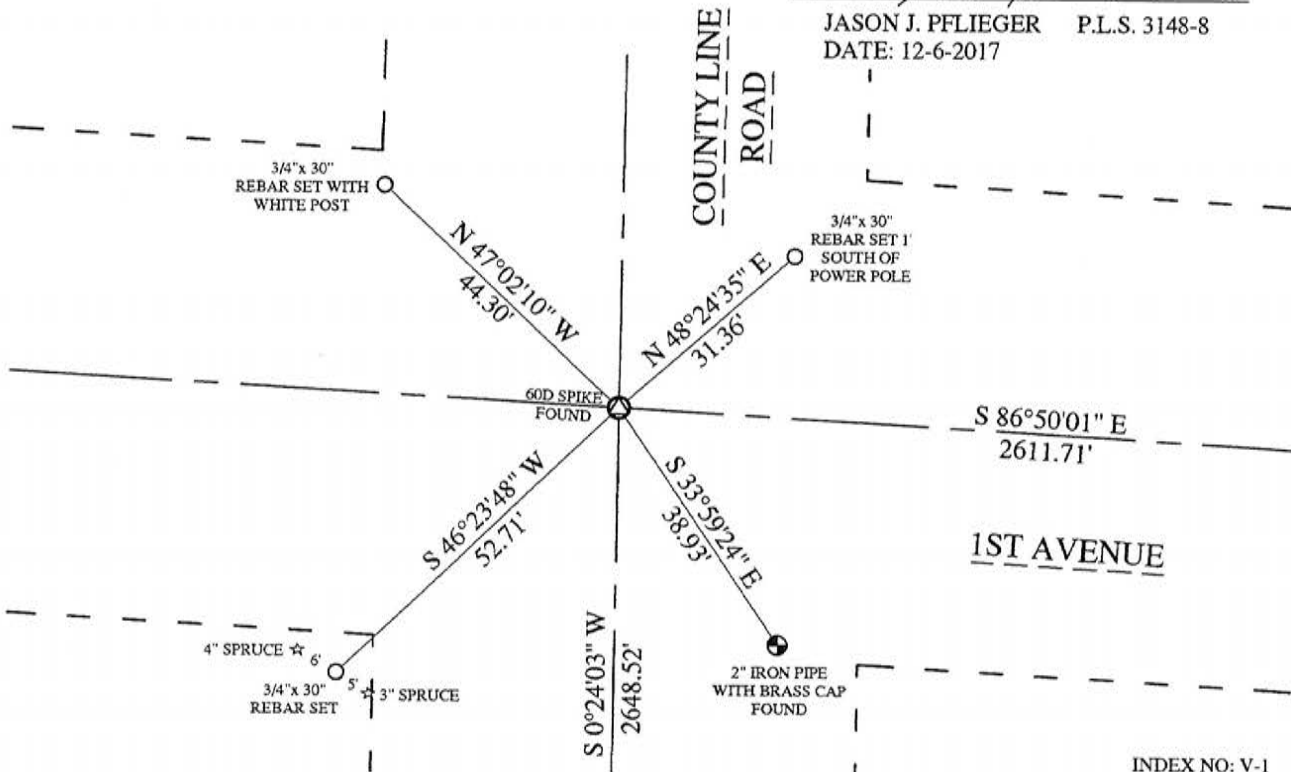 JASON J. PFLIEGER P.L.S. 3148-8
DATE: 12-6-2017
COUNTY LINE
ROAD
3/4"x 30"
REBAR SET WITH
WHITE POST
3/4"x 30"
REBAR SET 1'
SOUTH OF
POWER POLE
N 47°02'10" W
44.30'
N 48°24'35" E
31.36'
60D SPIKE
FOUND
S 86°50'01" E
2611.71'
S 46°23'48" W
52.71'
S 33°59'24" E
38.93'
1ST AVENUE
S 0°24'03" W
2648.52'
4" SPRUCE
6'
3/4"x 30"
REBAR SET
5'
3" SPRUCE
2" IRON PIPE
WITH BRASS CAP
FOUND
INDEX NO: V-1